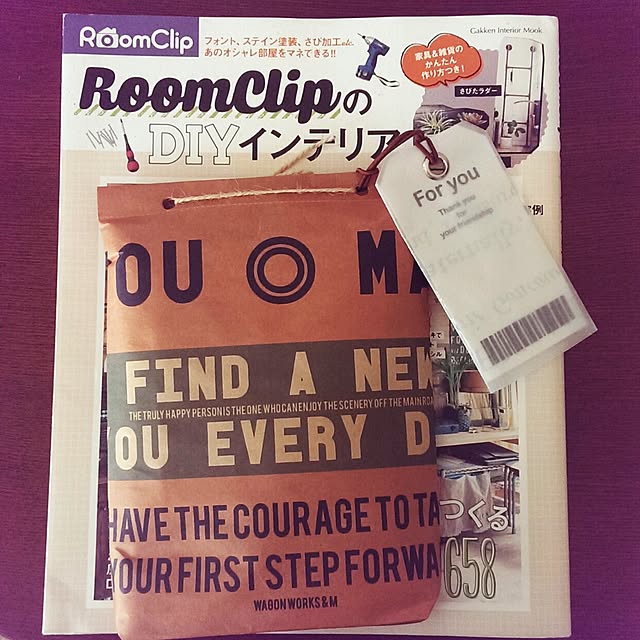 RoomClip
フォント、ステイン塗装、さび加工etc.
あのオシャレ部屋をマネできる!!
Gakken Interior Mook
家具&雑貨の
かんたん
作り方つき!
さびたラダー
RoomClipの
DIYインテリア
実例
For you
Thank you
for
your friendship
OU ◎ MA
FIND A NEW
THE TRULY HAPPY PERSON IS THE ONE WHO CAN ENJOY THE SCENERY OFF THE MAIN ROA
OU EVERY D
HAVE THE COURAGE TO TA
YOUR FIRST STEP FORWA
WAGONWORKS&M
つくる
658